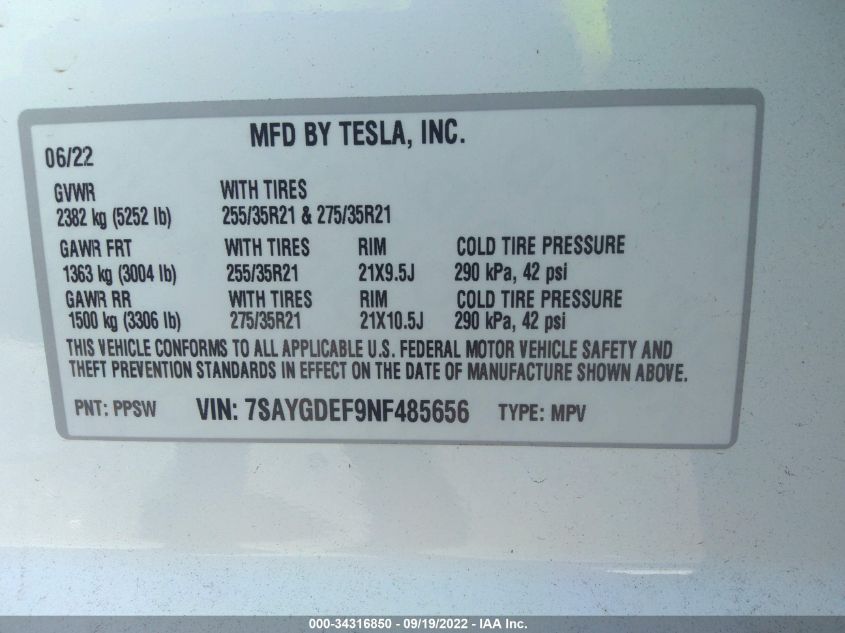 MFD BY TESLA, INC.
06/22
GVWR WITH TIRES
2382 kg (5252 lb) 255/35R21 & 275/35R21
GAWR FRT WITH TIRES RIM COLD TIRE PRESSURE
1363 kg (3004 lb) 255/35R21 21X9.5J 290 kPa, 42 psi
GAWR RR WITH TIRES RIM COLD TIRE PRESSURE
1500 kg (3306 lb) 275/35R21 21X10.5J 290 kPa, 42 psi
THIS VEHICLE CONFORMS TO ALL APPLICABLE U.S. FEDERAL MOTOR VEHICLE SAFETY AND
THEFT PREVENTION STANDARDS IN EFFECT ON THE DATE OF MANUFACTURE SHOWN ABOVE.
PNT: PPSW VIN: 7SAYGDEF9NF485656 TYPE: MPV
000-34316850 - 09/19/2022 - IAA Inc.